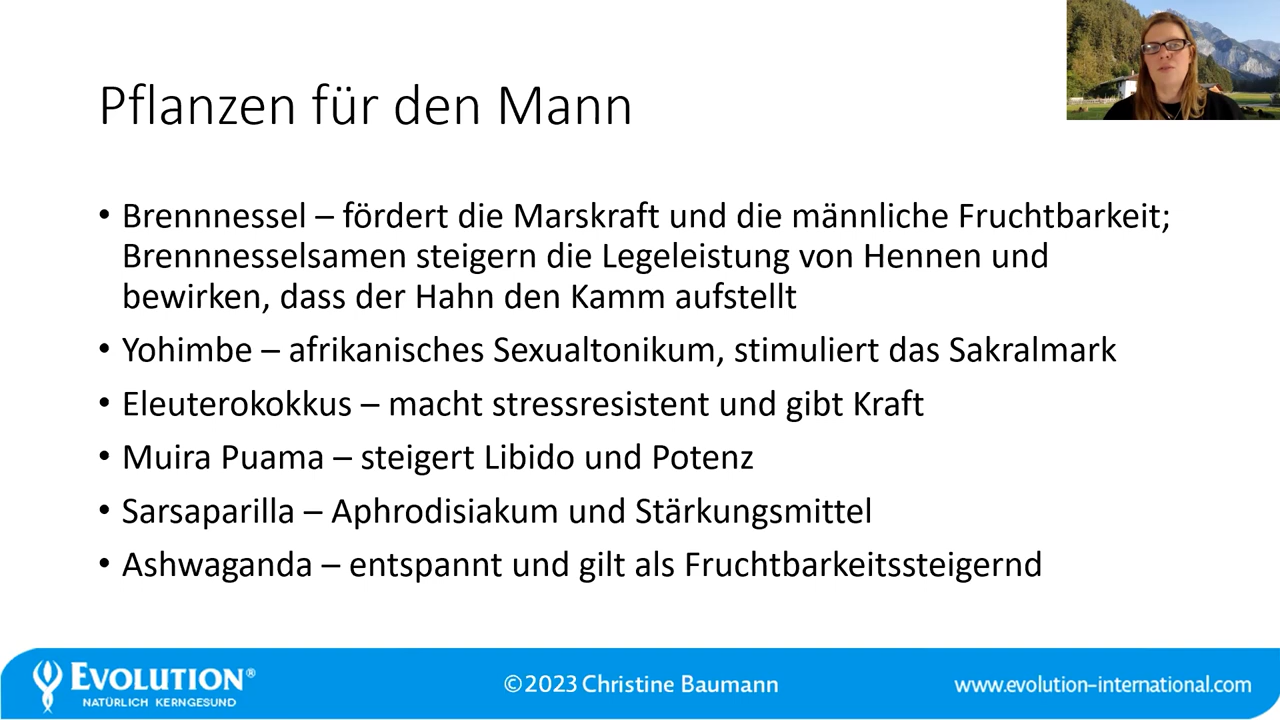 Pflanzen für den Mann
• Brennnessel – fördert die Marskraft und die männliche Fruchtbarkeit;
Brennnesselsamen steigern die Legeleistung von Hennen und
bewirken, dass der Hahn den Kamm aufstellt
• Yohimbe – afrikanisches Sexualtonikum, stimuliert das Sakralmark
• Eleuterokokkus – macht stressresistent und gibt Kraft
• Muira Puama – steigert Libido und Potenz
• Sarsaparilla – Aphrodisiakum und Stärkungsmittel
• Ashwaganda – entspannt und gilt als Fruchtbarkeitssteigernd
EVOLUTION®
NATÜRLICH KERNGESUND
©2023 Christine Baumann
www.evolution-international.com